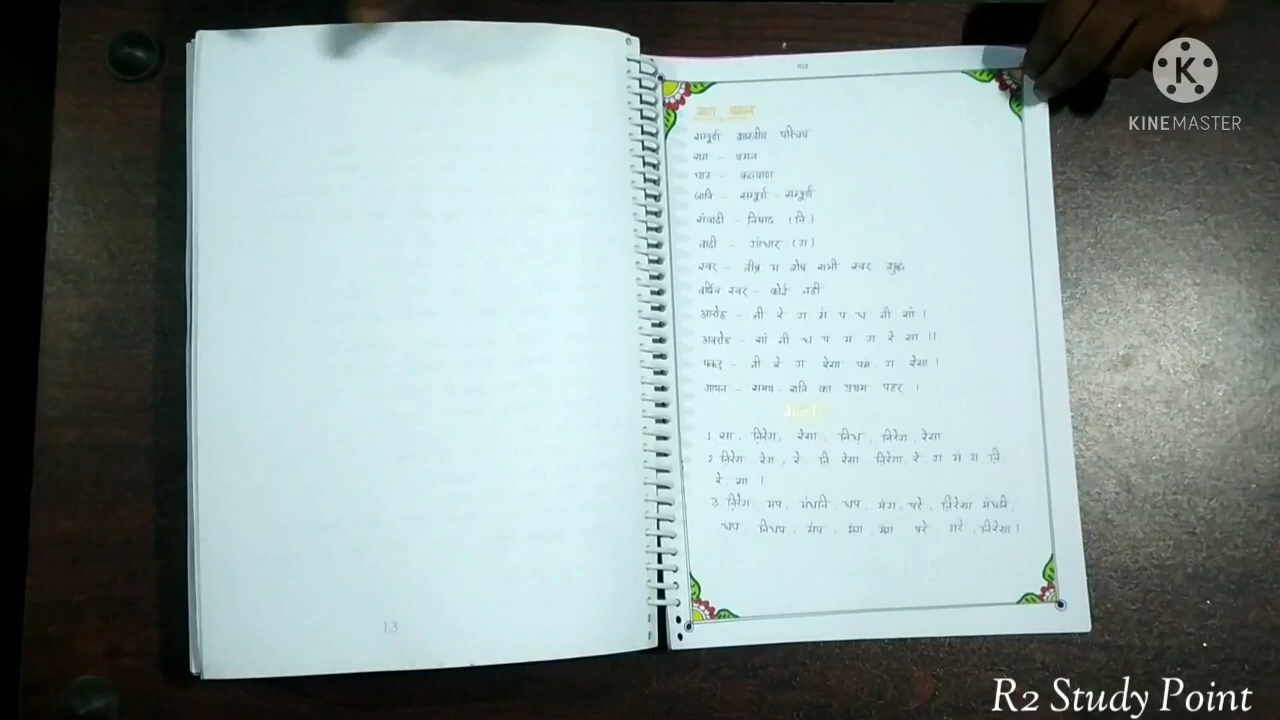 K
KINEMASTER
राग यमन
सम्पूर्ण शास्त्रीय परिचय
राग - यमन
थाट - कल्याण
जाति - सम्पूर्ण - सम्पूर्ण
संवादी - निषाद (नि)
वादी - गांधार (ग)
स्वर - तीव्र म शेष सभी स्वर शुद्ध
वर्जित स्वर - कोई नही
आरोह - नी रे ग मं प ध नी सां।
अवरोह - सां नी ध प म ग रे सा।।
पकड़ - नी रे ग रेसा पमं ग रेसा।
गायन - समय - रात्रि का प्रथम पहर।
1 सा, निरेग, रेसा, निध, निरेग, रेसा
2 निरेग रेग, रे नि रेसा निरेगा, रे ग मं ग नि,
रे सा।
3 निरेग मप, मंधनि, धप, मंग, परे, निरेसा मंधनि,
धप, निधप, मंप, मंग मंग परे गरे, निरेसा।
13
R2 Study Point